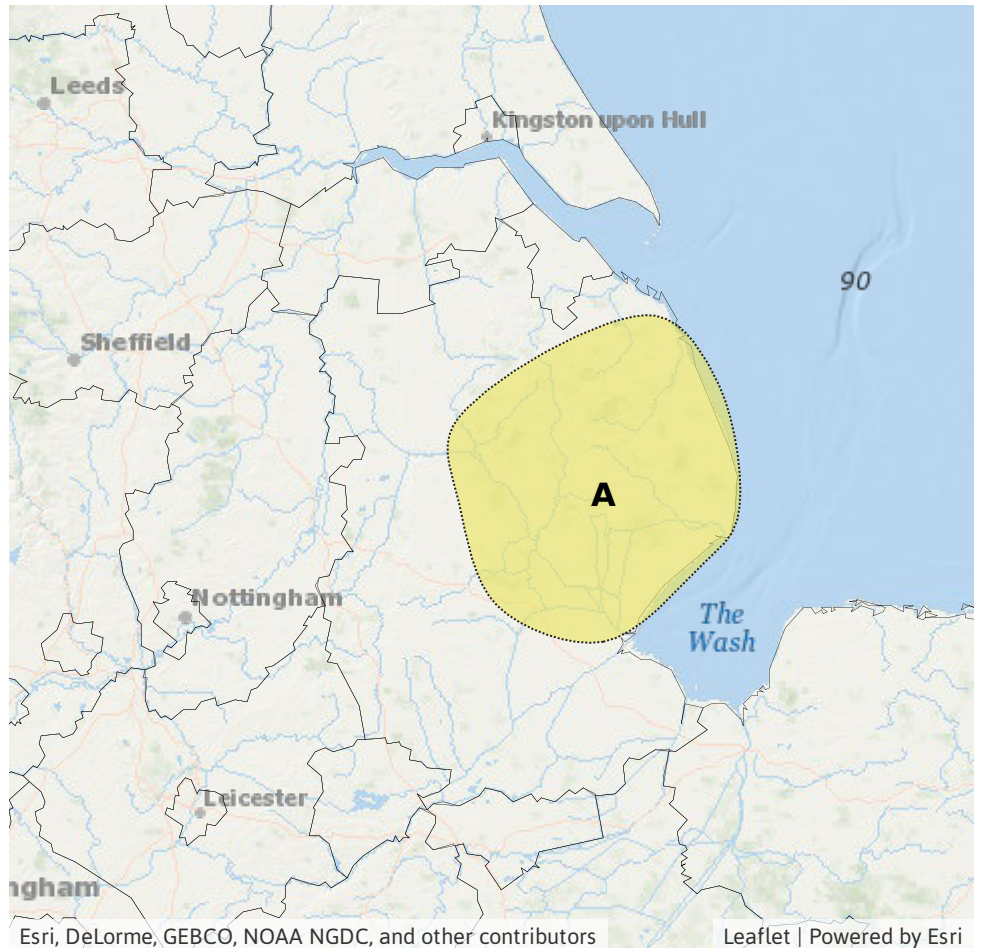 Leeds
Kingston upon Hull
90
Sheffield
A
Nottingham
The
Wash
Leicester
ngham
Esri, DeLorme, GEBCO, NOAA NGDC, and other contributors
Leaflet | Powered by Esri